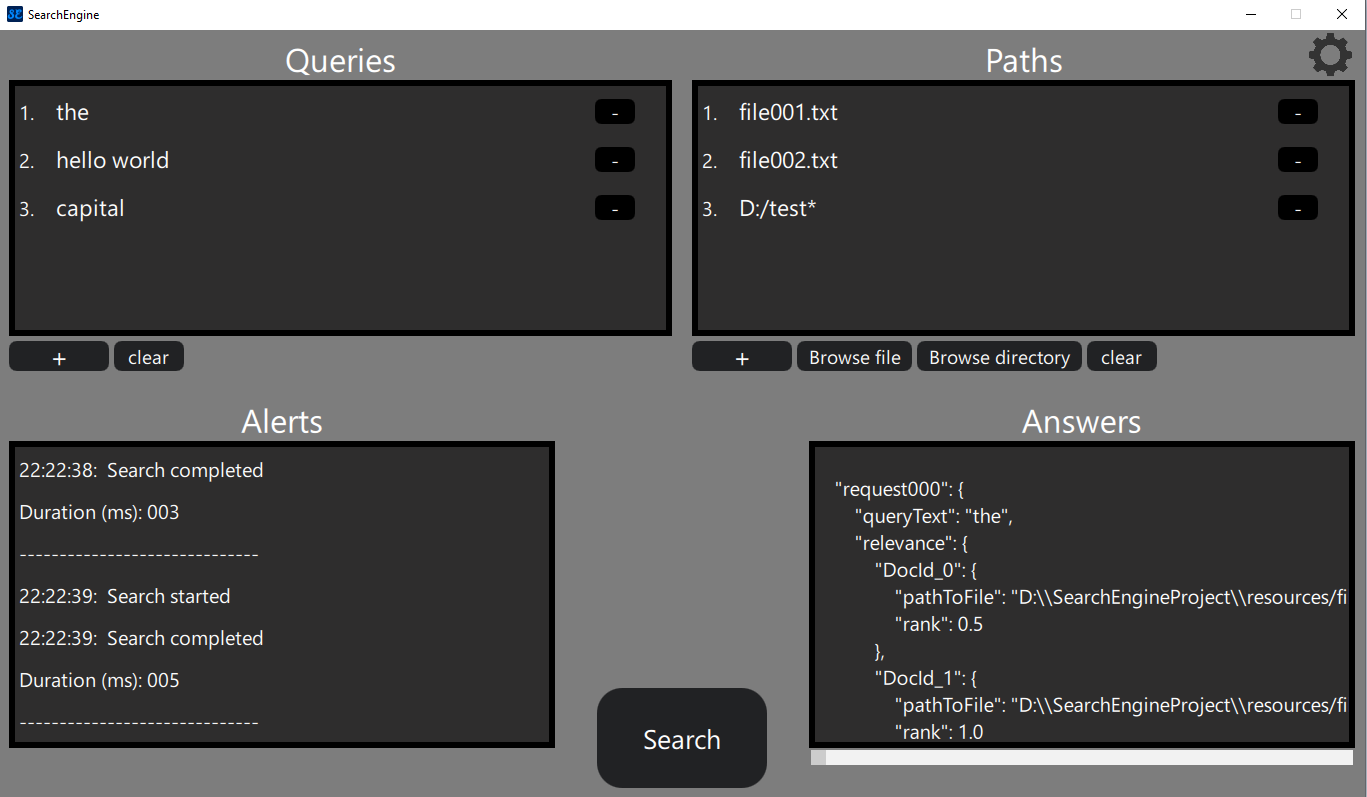 SearchEngine
Queries
1. the -
2. hello world -
3. capital -
+ clear
Paths
1. file001.txt -
2. file002.txt -
3. D:/test* -
+ Browse file Browse directory clear
Alerts
22:22:38: Search completed
Duration (ms): 003
------------------------------
22:22:39: Search started
22:22:39: Search completed
Duration (ms): 005
------------------------------
Search
Answers
"request000": {
"queryText": "the",
"relevance": {
"DocId_0": {
"pathToFile": "D:\\SearchEngineProject\\resources/fi
"rank": 0.5
},
"DocId_1": {
"pathToFile": "D:\\SearchEngineProject\\resources/fi
"rank": 1.0